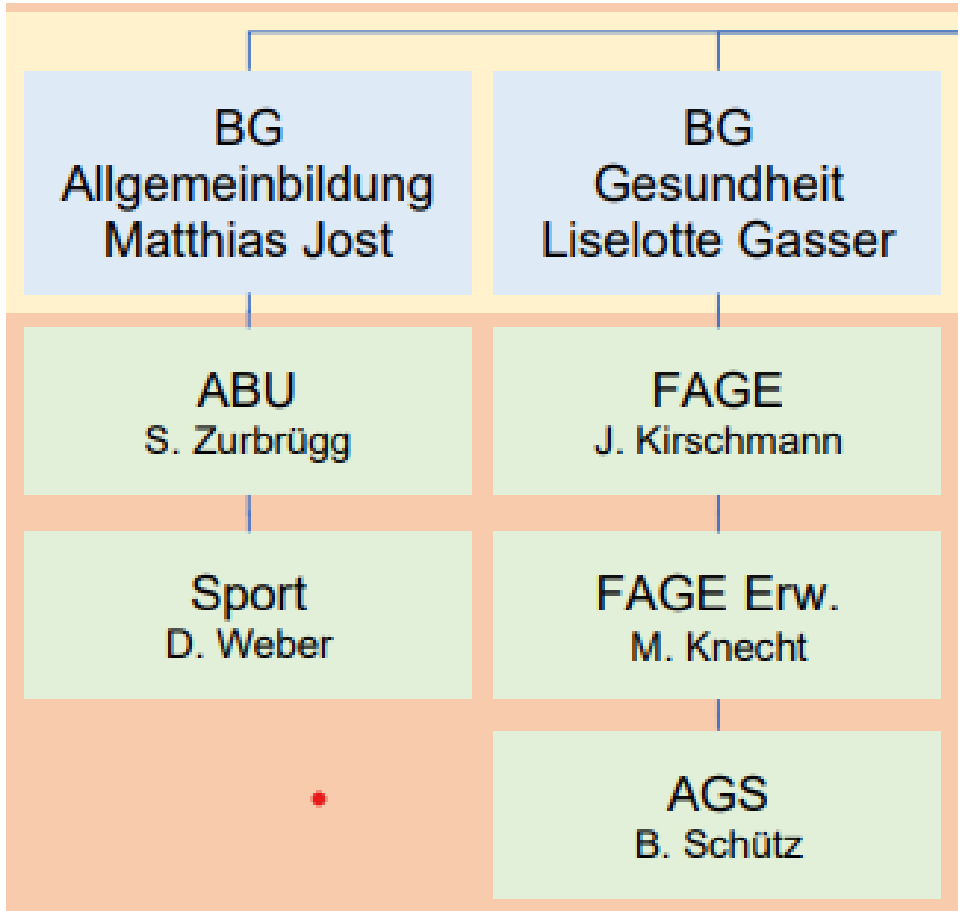 BG
Allgemeinbildung
Matthias Jost
BG
Gesundheit
Liselotte Gasser
ABU
S. Zurbrügg
FAGE
J. Kirschmann
Sport
D. Weber
FAGE Erw.
M. Knecht
AGS
B. Schütz